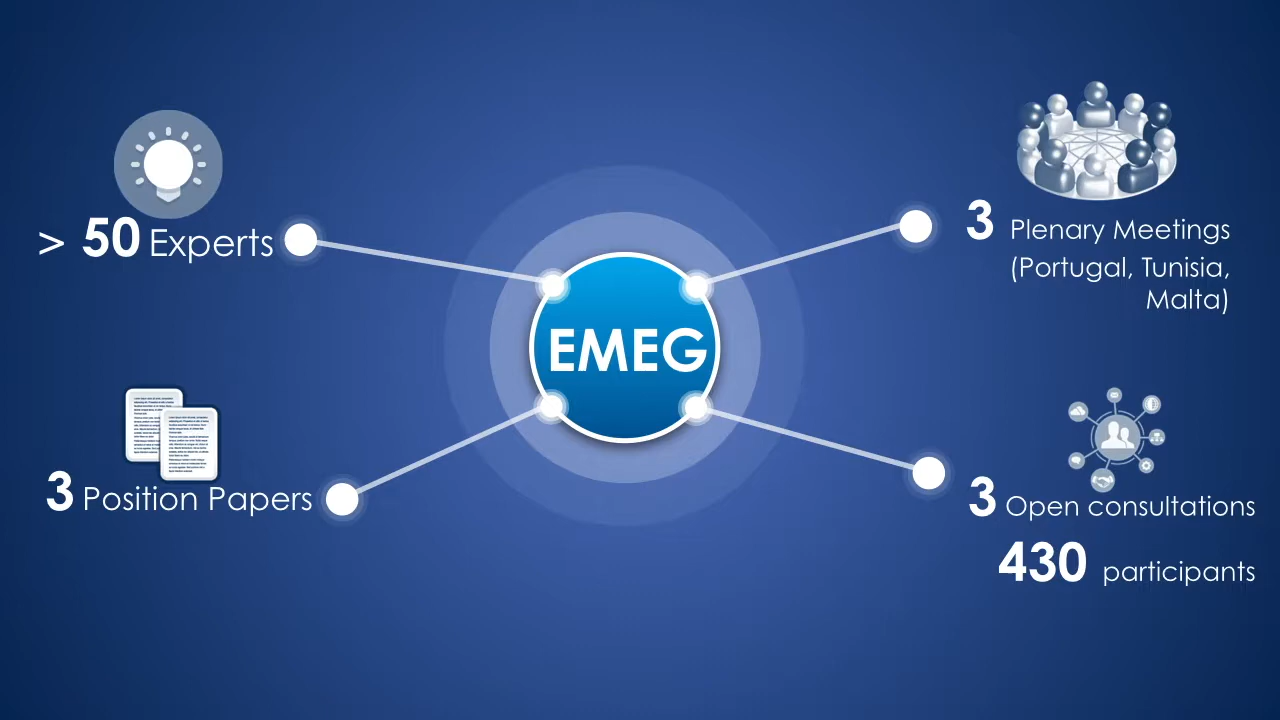 > 50 Experts
3 Plenary Meetings
(Portugal, Tunisia,
Malta)
EMEG
3 Position Papers
3 Open consultations
430 participants